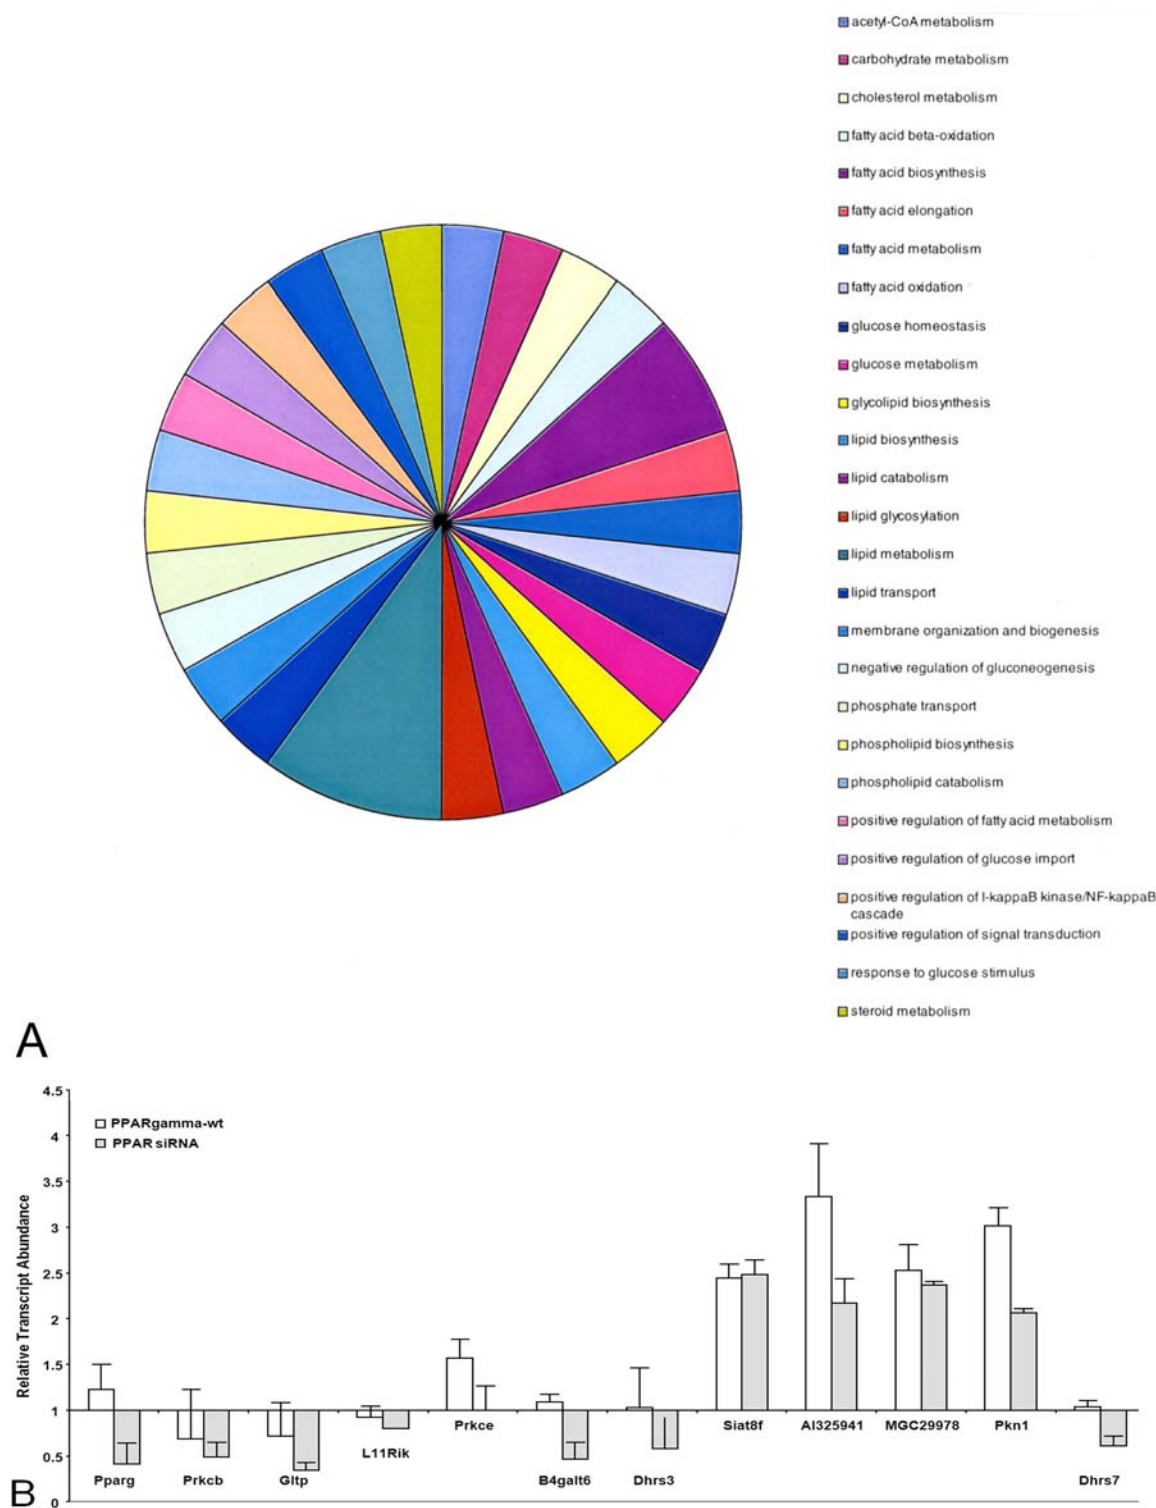 acetyl-CoA metabolism
carbohydrate metabolism
cholesterol metabolism
fatty acid beta-oxidation
fatty acid biosynthesis
fatty acid elongation
fatty acid metabolism
fatty acid oxidation
glucose homeostasis
glucose metabolism
glycolipid biosynthesis
lipid biosynthesis
lipid catabolism
lipid glycosylation
lipid metabolism
lipid transport
membrane organization and biogenesis
negative regulation of gluconeogenesis
phosphate transport
phospholipid biosynthesis
phospholipid catabolism
positive regulation of fatty acid metabolism
positive regulation of glucose import
positive regulation of I-kappaB kinase/NF-kappaB
cascade
positive regulation of signal transduction
response to glucose stimulus
steroid metabolism
A
Relative Transcript Abundance
4.5
4
3.5
3
2.5
2
1.5
1
0.5
0
PPARgamma-wt
PPAR siRNA
Pparg
Prkcb
Gltp
L11Rik
Prkce
B4galt6
Dhrs3
Siat8f
AI325941
MGC29978
Pkn1
Dhrs7
B